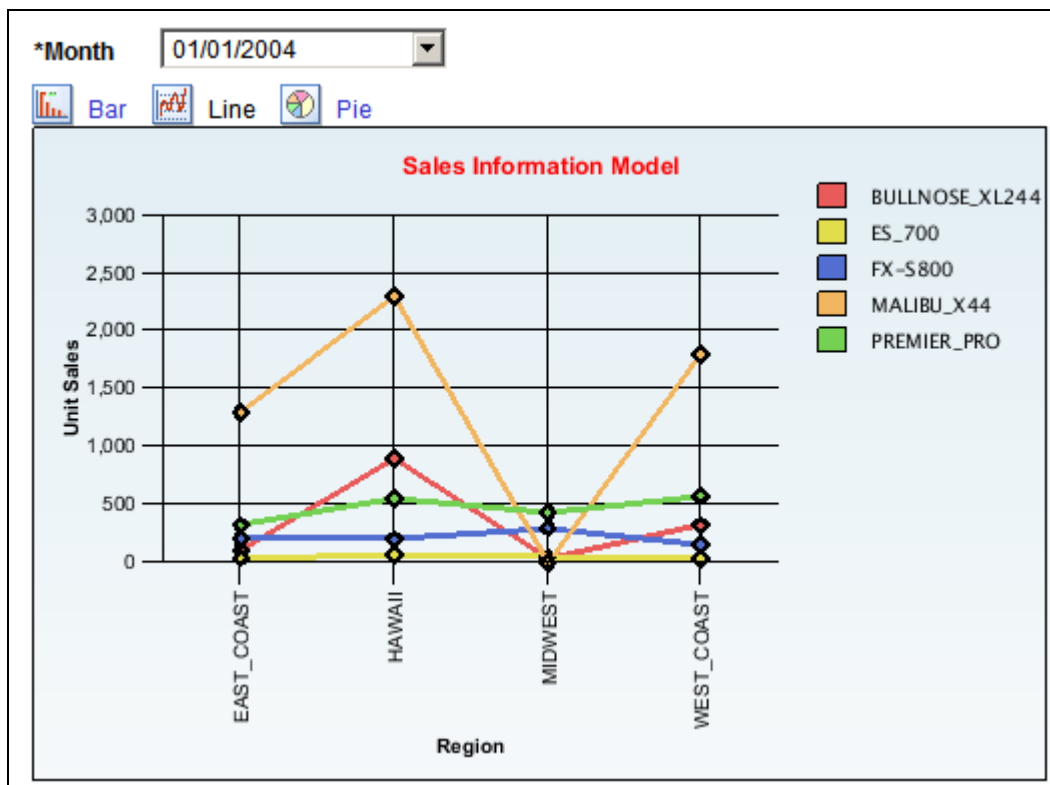 *Month 01/01/2004
Bar Line Pie
Sales Information Model
BULLNOSE_XL244
ES_700
FX-S800
MALIBU_X44
PREMIER_PRO
Unit Sales
3,000
2,500
2,000
1,500
1,000
500
0
EAST_COAST
HAWAII
MIDWEST
WEST_COAST
Region